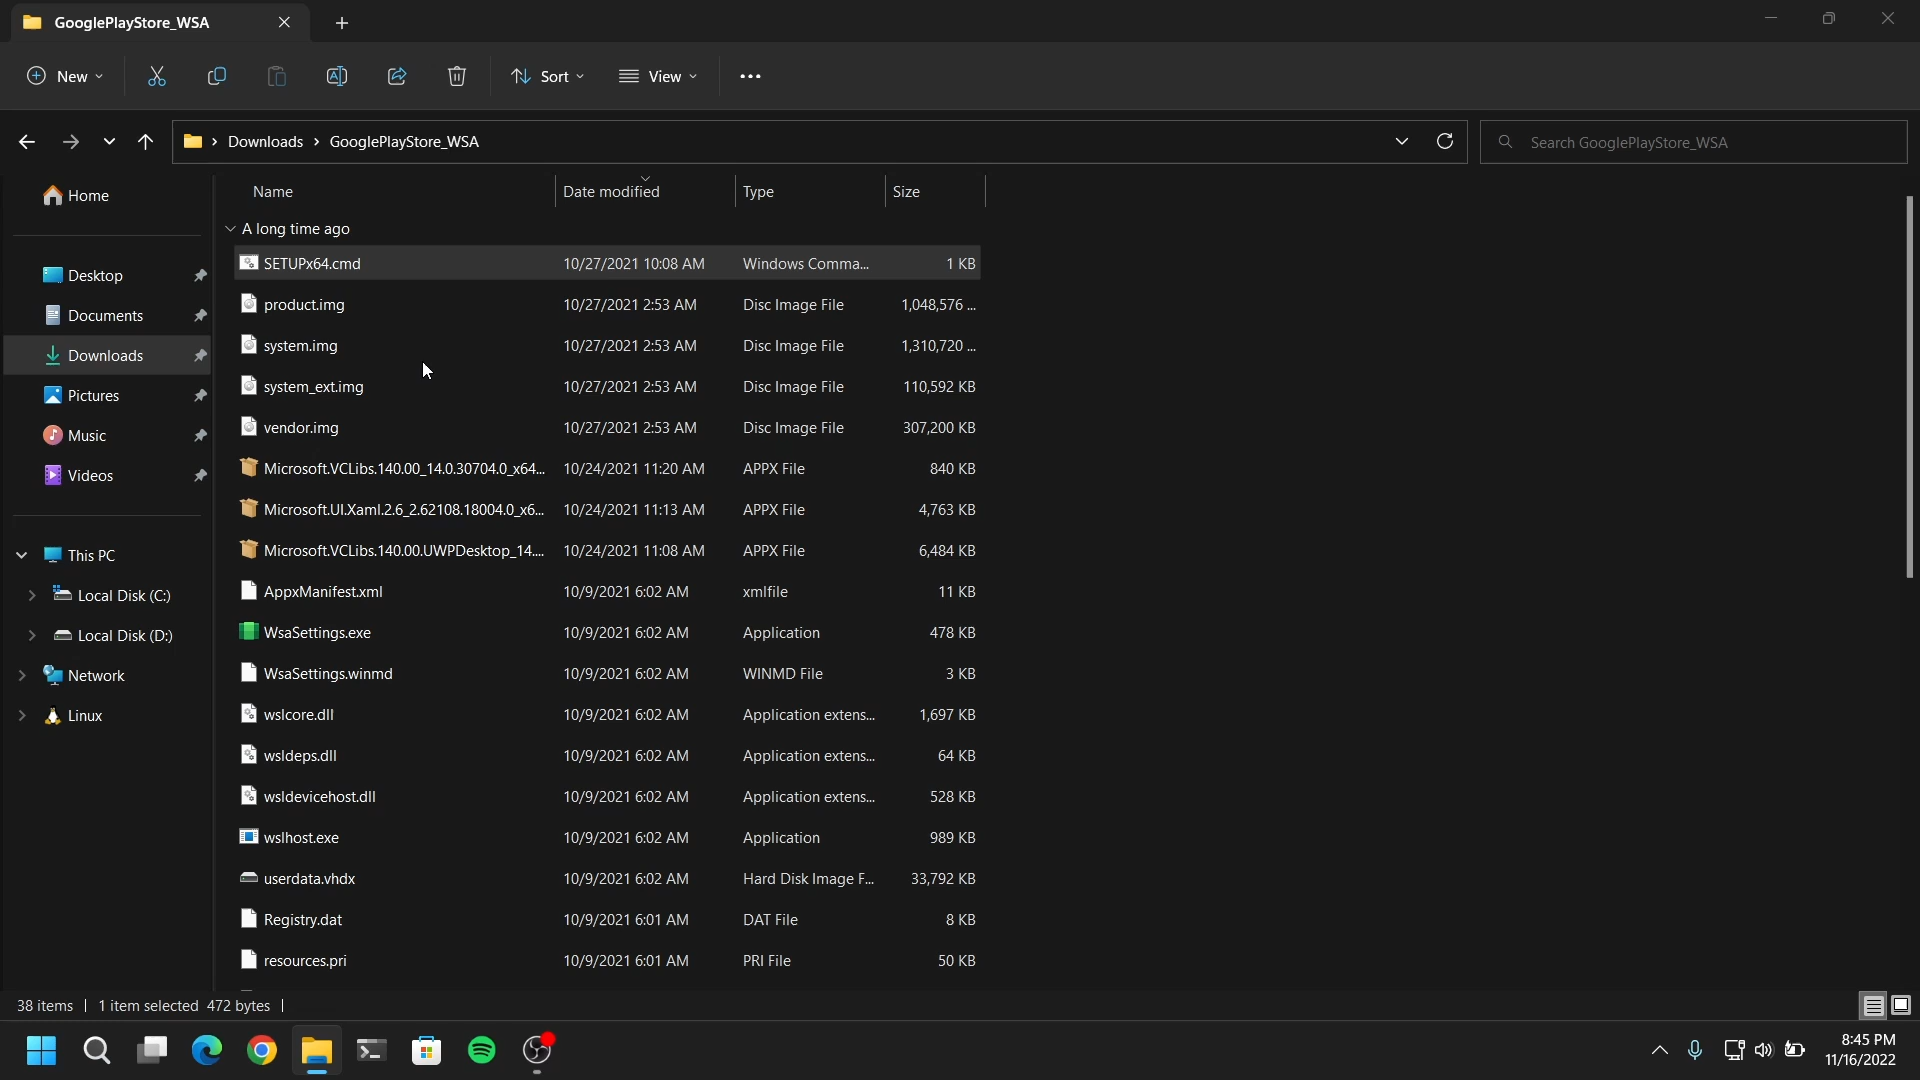 GooglePlayStore_WSA
New
Sort
View
Downloads > GooglePlayStore_WSA
Search GooglePlayStore_WSA
Home
Desktop
Documents
Downloads
Pictures
Music
Videos
This PC
Local Disk (C:)
Local Disk (D:)
Network
Linux
Name Date modified Type Size
A long time ago
SETUPx64.cmd 10/27/2021 10:08 AM Windows Comma... 1 KB
product.img 10/27/2021 2:53 AM Disc Image File 1,048,576 ...
system.img 10/27/2021 2:53 AM Disc Image File 1,310,720 ...
system_ext.img 10/27/2021 2:53 AM Disc Image File 110,592 KB
vendor.img 10/27/2021 2:53 AM Disc Image File 307,200 KB
Microsoft.VCLibs.140.00_14.0.30704.0_x64... 10/24/2021 11:20 AM APPX File 840 KB
Microsoft.UI.Xaml.2.6_2.62108.18004.0_x6... 10/24/2021 11:13 AM APPX File 4,763 KB
Microsoft.VCLibs.140.00.UWPDesktop_14.... 10/24/2021 11:08 AM APPX File 6,484 KB
AppxManifest.xml 10/9/2021 6:02 AM xmlfile 11 KB
WsaSettings.exe 10/9/2021 6:02 AM Application 478 KB
WsaSettings.winmd 10/9/2021 6:02 AM WINMD File 3 KB
wslcore.dll 10/9/2021 6:02 AM Application extens... 1,697 KB
wsldeps.dll 10/9/2021 6:02 AM Application extens... 64 KB
wsldevicehost.dll 10/9/2021 6:02 AM Application extens... 528 KB
wslhost.exe 10/9/2021 6:02 AM Application 989 KB
userdata.vhdx 10/9/2021 6:02 AM Hard Disk Image F... 33,792 KB
Registry.dat 10/9/2021 6:01 AM DAT File 8 KB
resources.pri 10/9/2021 6:01 AM PRI File 50 KB
38 items 1 item selected 472 bytes
8:45 PM
11/16/2022